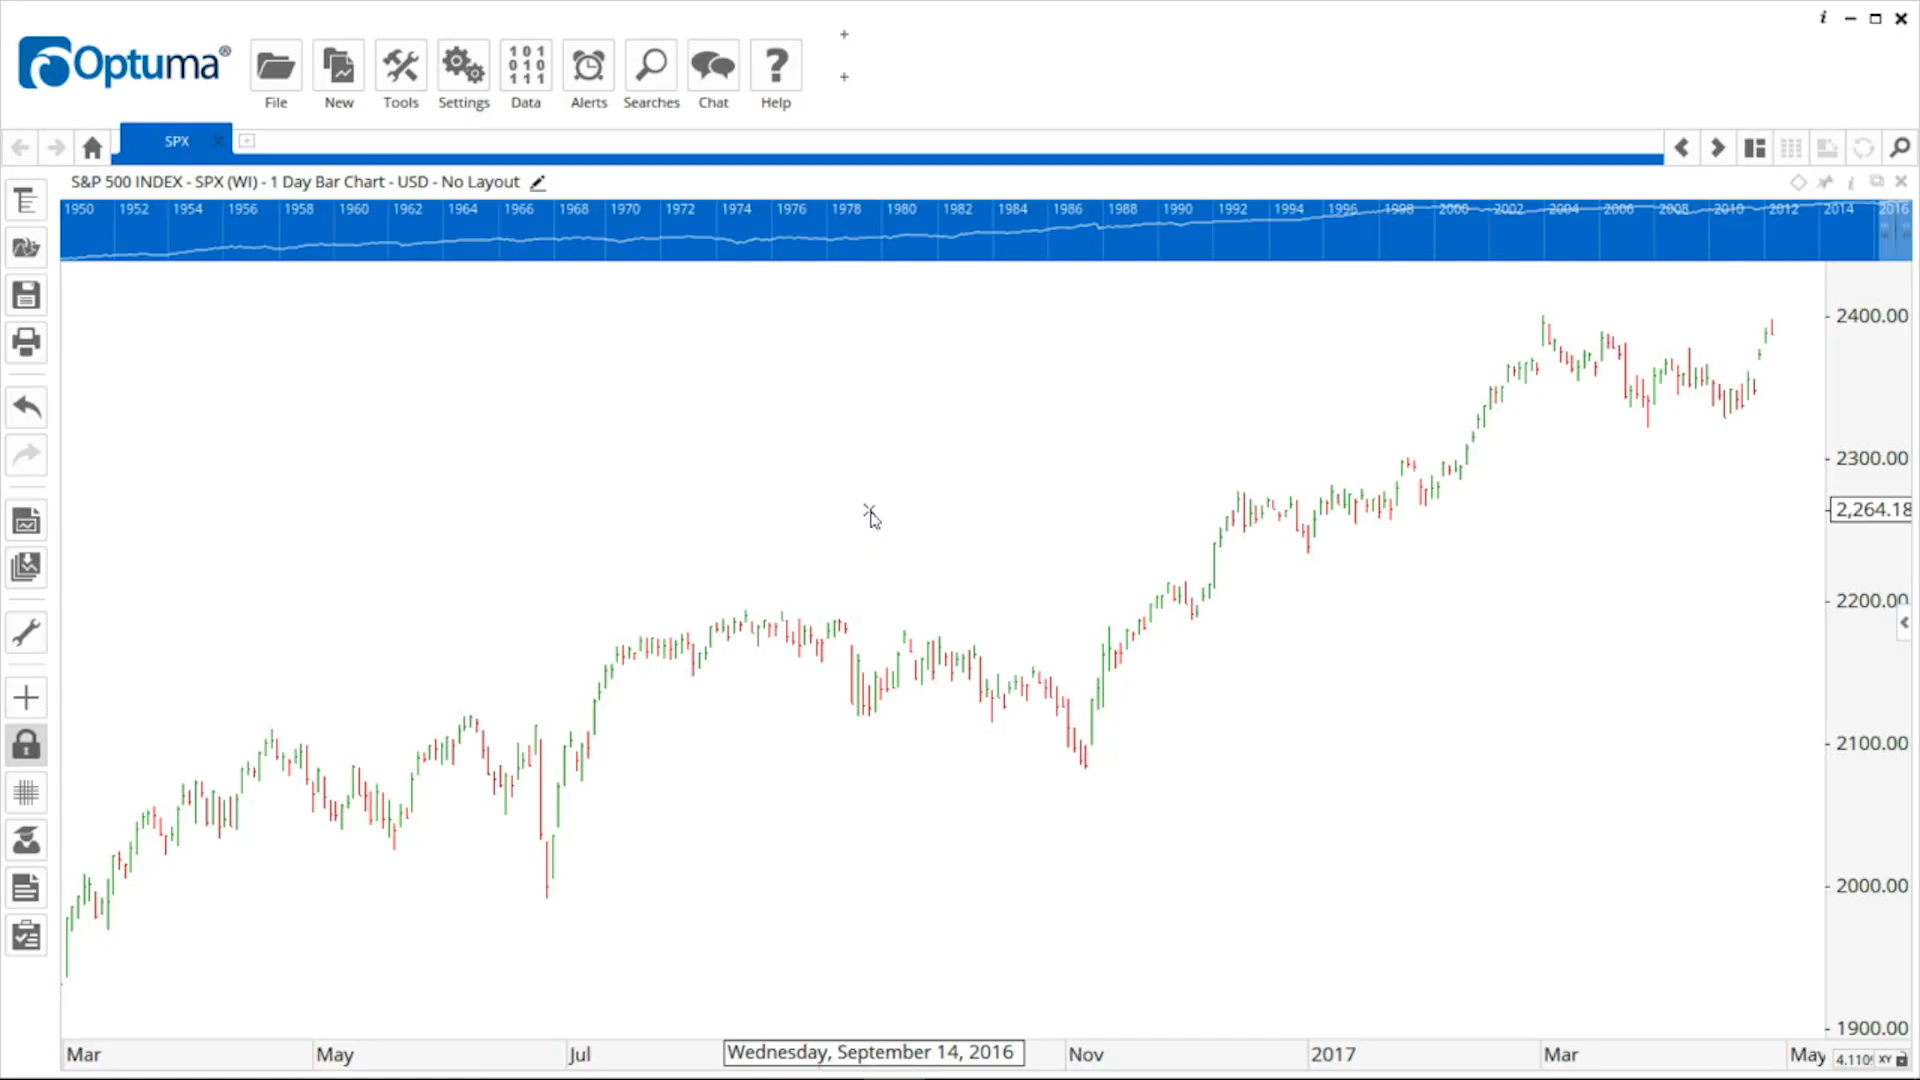 Optuma®
File New Tools Settings Data Alerts Searches Chat Help
SPX
S&P 500 INDEX - SPX (WI) - 1 Day Bar Chart - USD - No Layout
1950 1952 1954 1956 1958 1960 1962 1964 1966 1968 1970 1972 1974 1976 1978 1980 1982 1984 1986 1988 1990 1992 1994 1996 1998 2000 2002 2004 2006 2008 2010 2012 2014 2016
2400.00
2300.00
2,264.18
2200.00
2100.00
2000.00
1900.00
Mar May Jul Wednesday, September 14, 2016 Nov 2017 Mar May XY